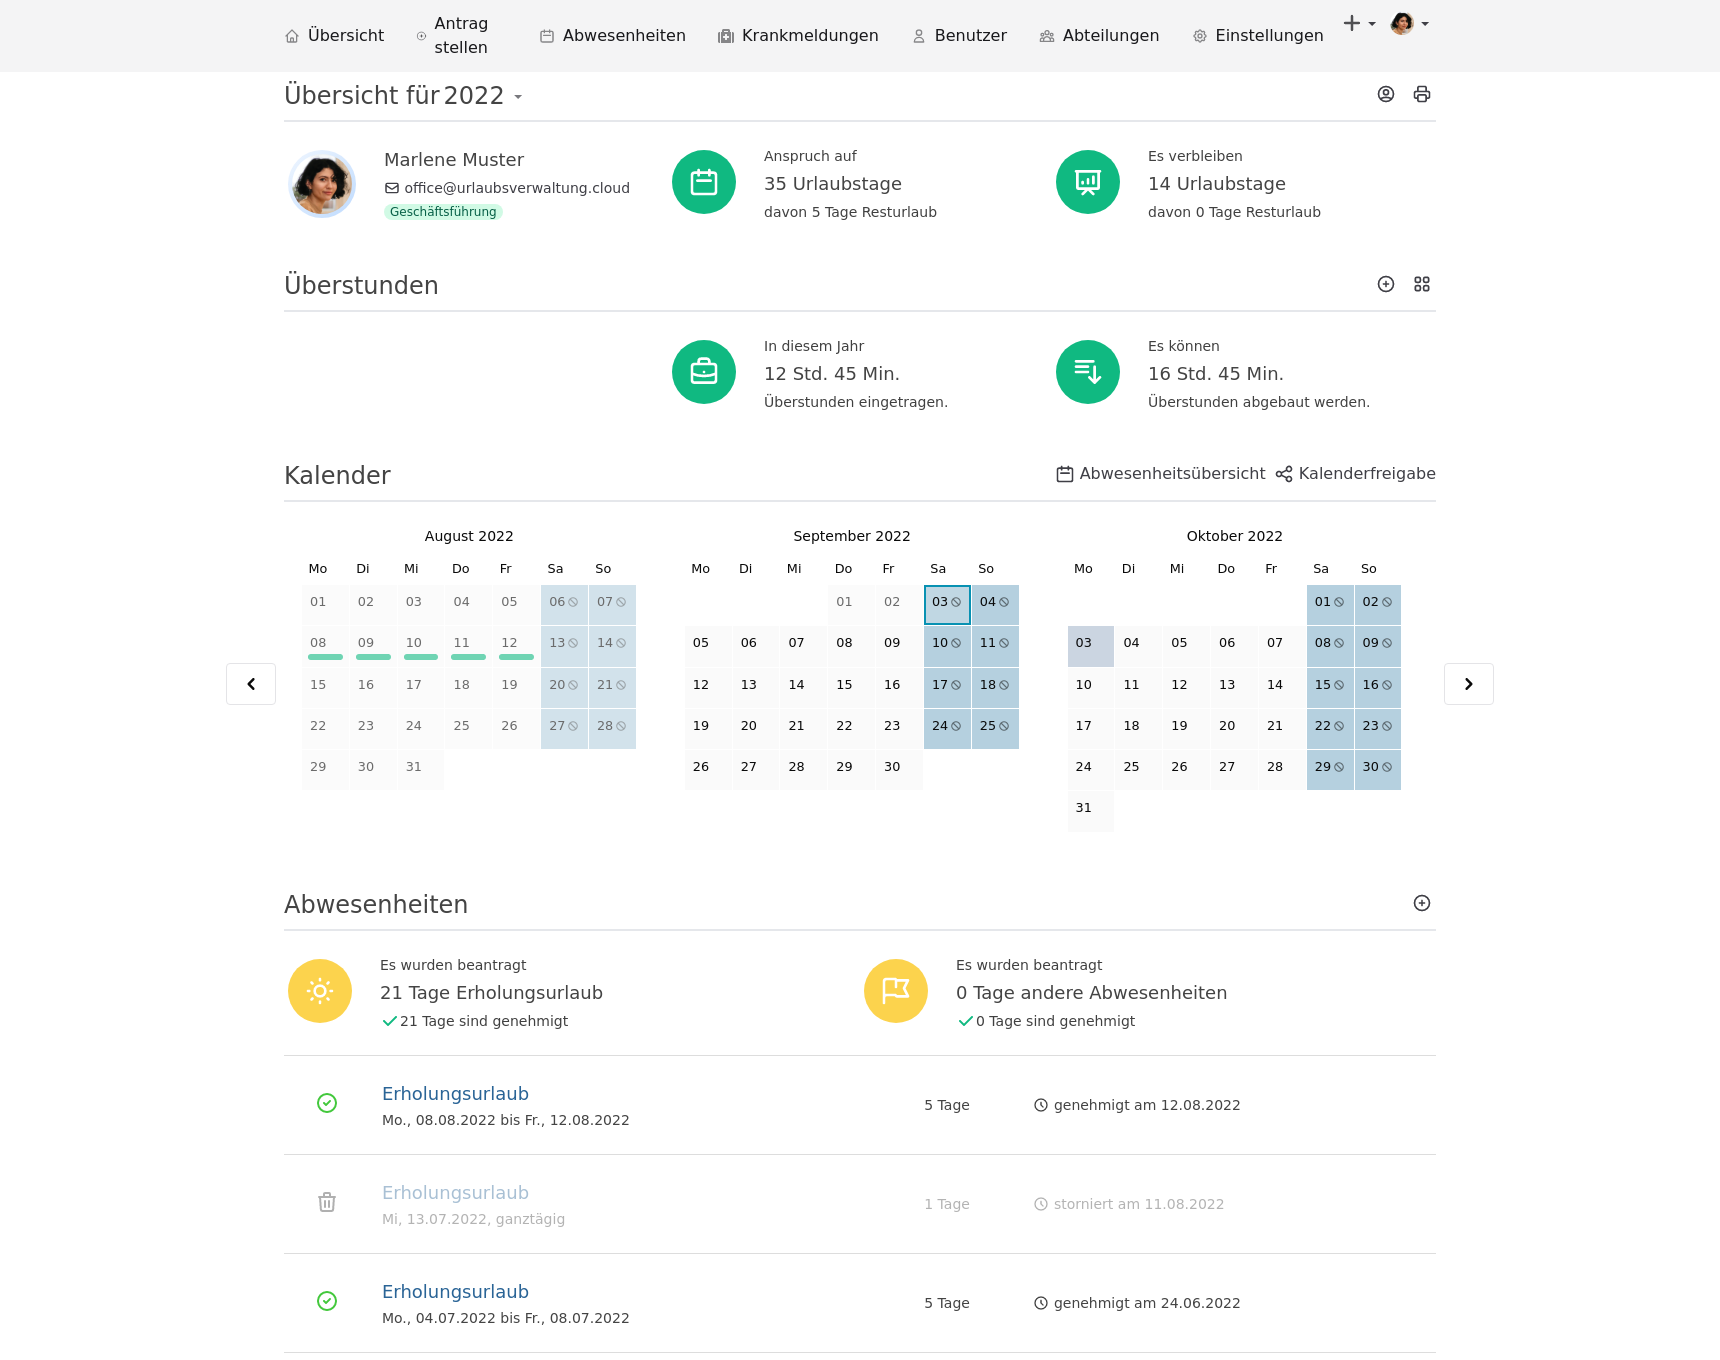 Übersicht
Antrag stellen
Abwesenheiten
Krankmeldungen
Benutzer
Abteilungen
Einstellungen
Übersicht für 2022
Marlene Muster
office@urlaubsverwaltung.cloud
Geschäftsführung
Anspruch auf
35 Urlaubstage
davon 5 Tage Resturlaub
Es verbleiben
14 Urlaubstage
davon 0 Tage Resturlaub
Überstunden
In diesem Jahr
12 Std. 45 Min.
Überstunden eingetragen.
Es können
16 Std. 45 Min.
Überstunden abgebaut werden.
Kalender
Abwesenheitsübersicht Kalenderfreigabe
August 2022
Mo Di Mi Do Fr Sa So
01 02 03 04 05 06 07
08 09 10 11 12 13 14
15 16 17 18 19 20 21
22 23 24 25 26 27 28
29 30 31
September 2022
Mo Di Mi Do Fr Sa So
01 02 03 04
05 06 07 08 09 10 11
12 13 14 15 16 17 18
19 20 21 22 23 24 25
26 27 28 29 30
Oktober 2022
Mo Di Mi Do Fr Sa So
01 02
03 04 05 06 07 08 09
10 11 12 13 14 15 16
17 18 19 20 21 22 23
24 25 26 27 28 29 30
31
Abwesenheiten
Es wurden beantragt
21 Tage Erholungsurlaub
21 Tage sind genehmigt
Es wurden beantragt
0 Tage andere Abwesenheiten
0 Tage sind genehmigt
Erholungsurlaub
Mo., 08.08.2022 bis Fr., 12.08.2022
5 Tage
genehmigt am 12.08.2022
Erholungsurlaub
Mi, 13.07.2022, ganztägig
1 Tage
storniert am 11.08.2022
Erholungsurlaub
Mo., 04.07.2022 bis Fr., 08.07.2022
5 Tage
genehmigt am 24.06.2022